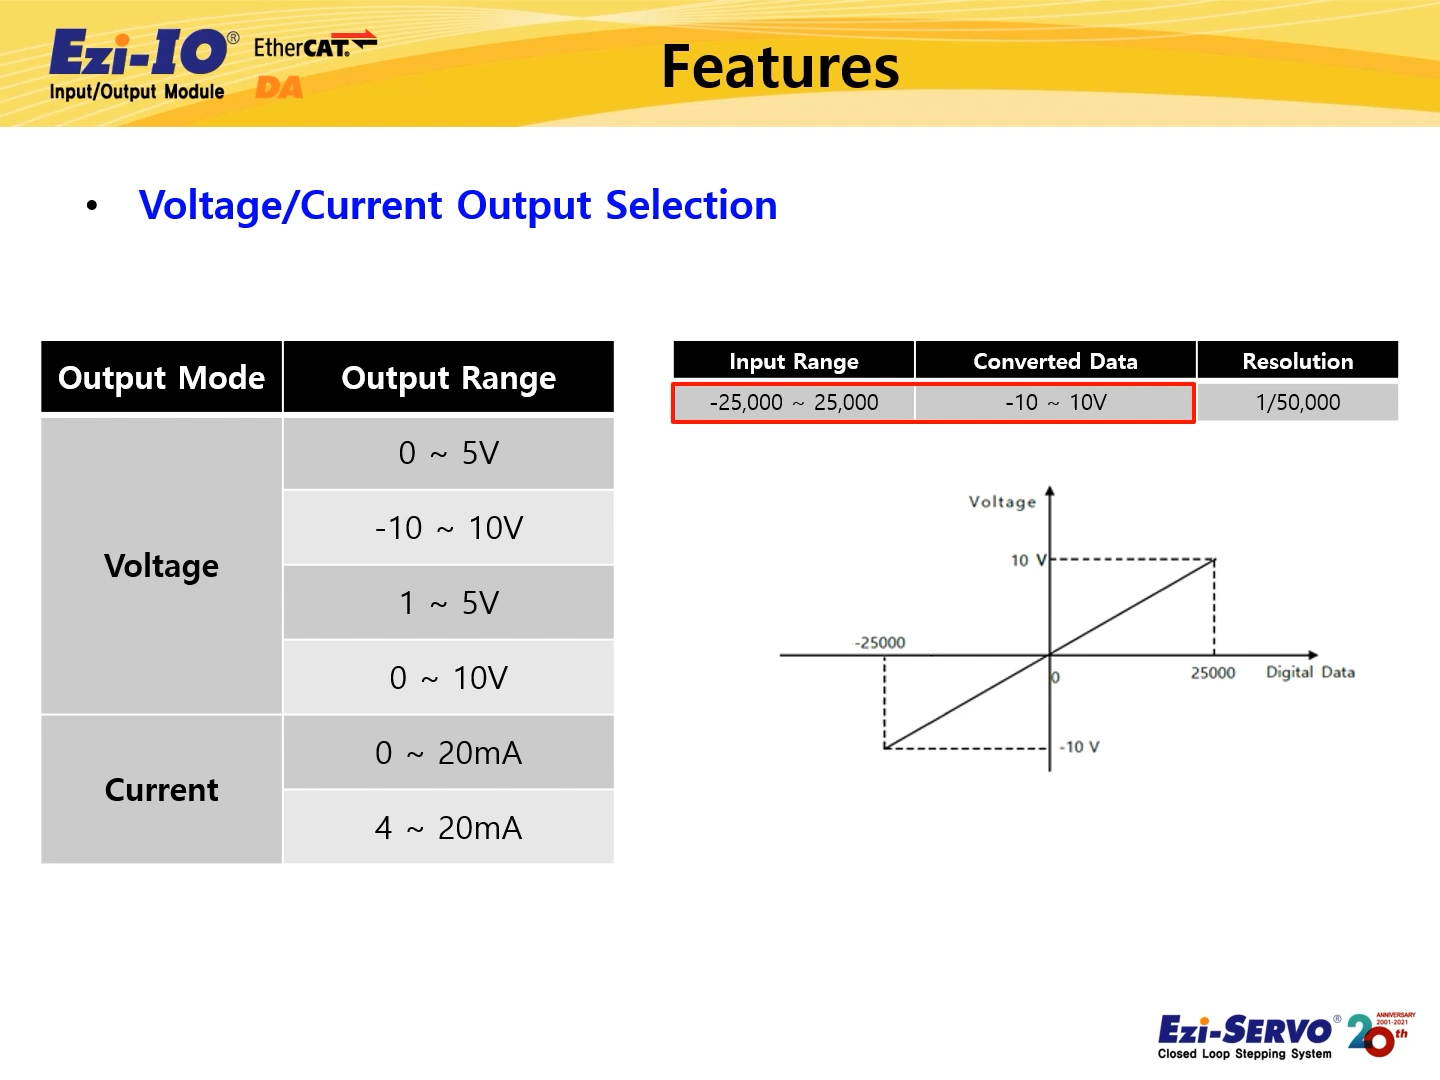 Ezi-IO® EtherCAT®
Input/Output Module DA
Features
• Voltage/Current Output Selection
Output Mode Output Range
Voltage
0 ~ 5V
-10 ~ 10V
1 ~ 5V
0 ~ 10V
Current
0 ~ 20mA
4 ~ 20mA
Input Range Converted Data Resolution
-25,000 ~ 25,000 -10 ~ 10V 1/50,000
Voltage
10 V
-25000
0
25000 Digital Data
-10 V
Ezi-SERVO®
Closed Loop Stepping System
20th
ANNIVERSARY
2001-2021